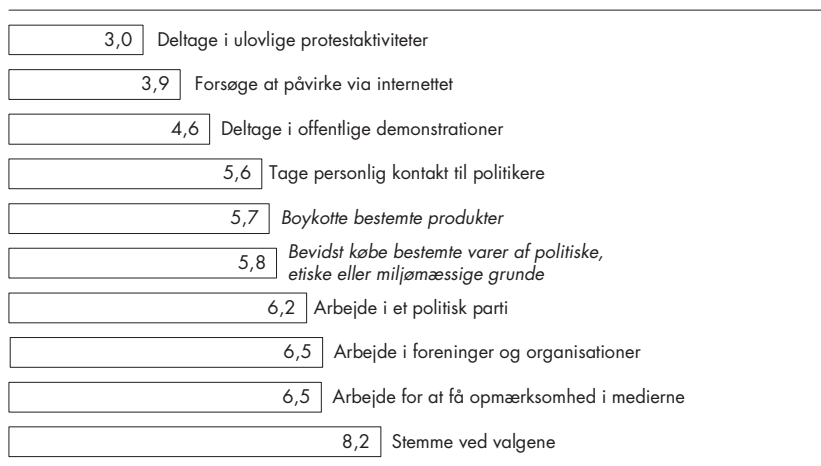 3,0 Deltage i ulovlige protestaktiviteter
3,9 Forsøge at påvirke via internettet
4,6 Deltage i offentlige demonstrationer
5,6 Tage personlig kontakt til politikere
5,7 Boykotte bestemte produkter
5,8 Bevidst købe bestemte varer af politiske,
etiske eller miljømæssige grunde
6,2 Arbejde i et politisk parti
6,5 Arbejde i foreninger og organisationer
6,5 Arbejde for at få opmærksomhed i medierne
8,2 Stemme ved valgene